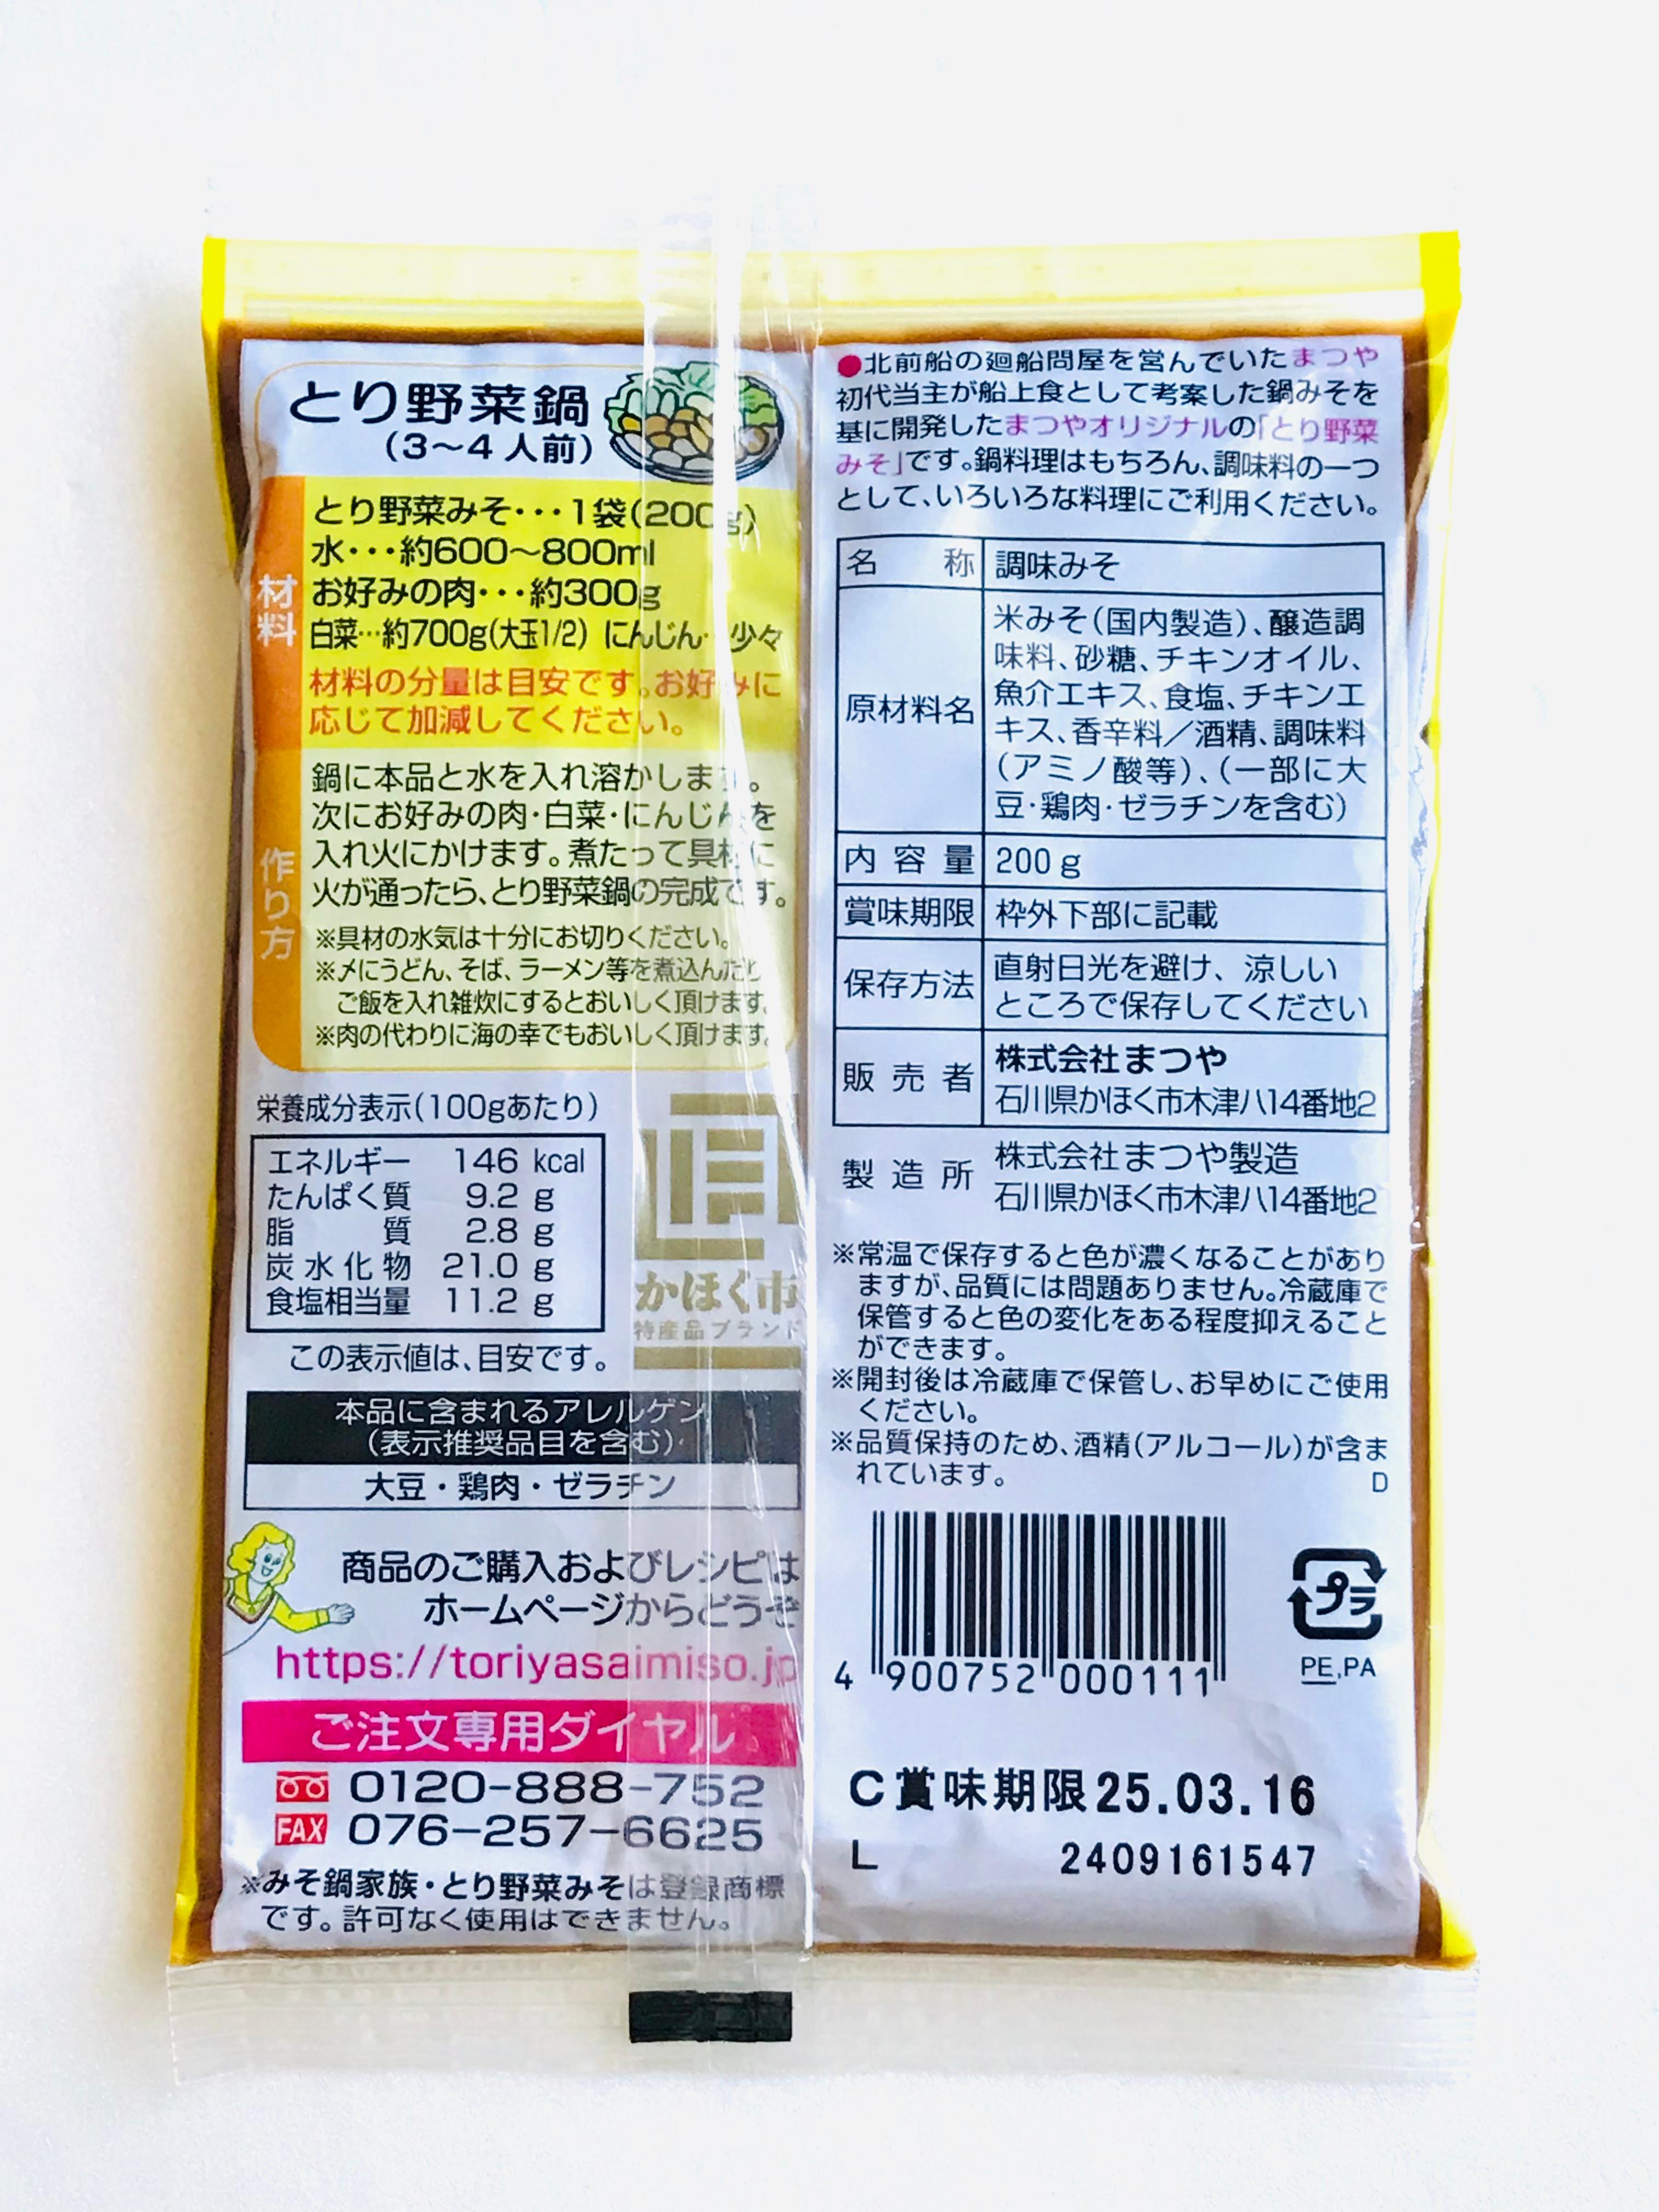 とり野菜鍋
(3〜4人前)
材料
とり野菜みそ・・・1袋(200g)
水・・・約600〜800ml
お好みの肉・・・約300g
白菜…約700g(大玉1/2) にんじん…少々
材料の分量は目安です。お好みに
応じて加減してください。
作り方
鍋に本品と水を入れ溶かします。
次にお好みの肉・白菜・にんじんを
入れ火にかけます。煮たって具材に
火が通ったら、とり野菜鍋の完成です。
※具材の水気は十分にお切りください。
※〆にうどん、そば、ラーメン等を煮込んだり
ご飯を入れ雑炊にするとおいしく頂けます。
※肉の代わりに海の幸でもおいしく頂けます。
栄養成分表示(100gあたり)
エネルギー 146 kcal
たんぱく質 9.2 g
脂質 2.8 g
炭水化物 21.0 g
食塩相当量 11.2 g
この表示値は、目安です。
かほく市
特産品ブランド
本品に含まれるアレルゲン
(表示推奨品目を含む)
大豆・鶏肉・ゼラチン
商品のご購入およびレシピは
ホームページからどうぞ
https://toriyasaimiso.jp
ご注文専用ダイヤル
0120-888-752
FAX 076-257-6625
※みそ鍋家族・とり野菜みそは登録商標
です。許可なく使用はできません。
●北前船の廻船問屋を営んでいたまつや
初代当主が船上食として考案した鍋みそを
基に開発したまつやオリジナルの「とり野菜
みそ」です。鍋料理はもちろん、調味料の一つ
として、いろいろな料理にご利用ください。
名称 調味みそ
原材料名
米みそ(国内製造)、醸造調
味料、砂糖、チキンオイル、
魚介エキス、食塩、チキンエ
キス、香辛料／酒精、調味料
(アミノ酸等)、(一部に大
豆・鶏肉・ゼラチンを含む)
内容量 200g
賞味期限 枠外下部に記載
保存方法
直射日光を避け、涼しい
ところで保存してください
販売者
株式会社まつや
石川県かほく市木津ハ14番地2
製造所
株式会社まつや製造
石川県かほく市木津ハ14番地2
※常温で保存すると色が濃くなることがあり
ますが、品質には問題ありません。冷蔵庫で
保管すると色の変化をある程度抑えること
ができます。
※開封後は冷蔵庫で保管し、お早めにご使用
ください。
※品質保持のため、酒精(アルコール)が含ま
れています。
D
4 900752 000111
プラ
PE,PA
C賞味期限25.03.16
L 2409161547